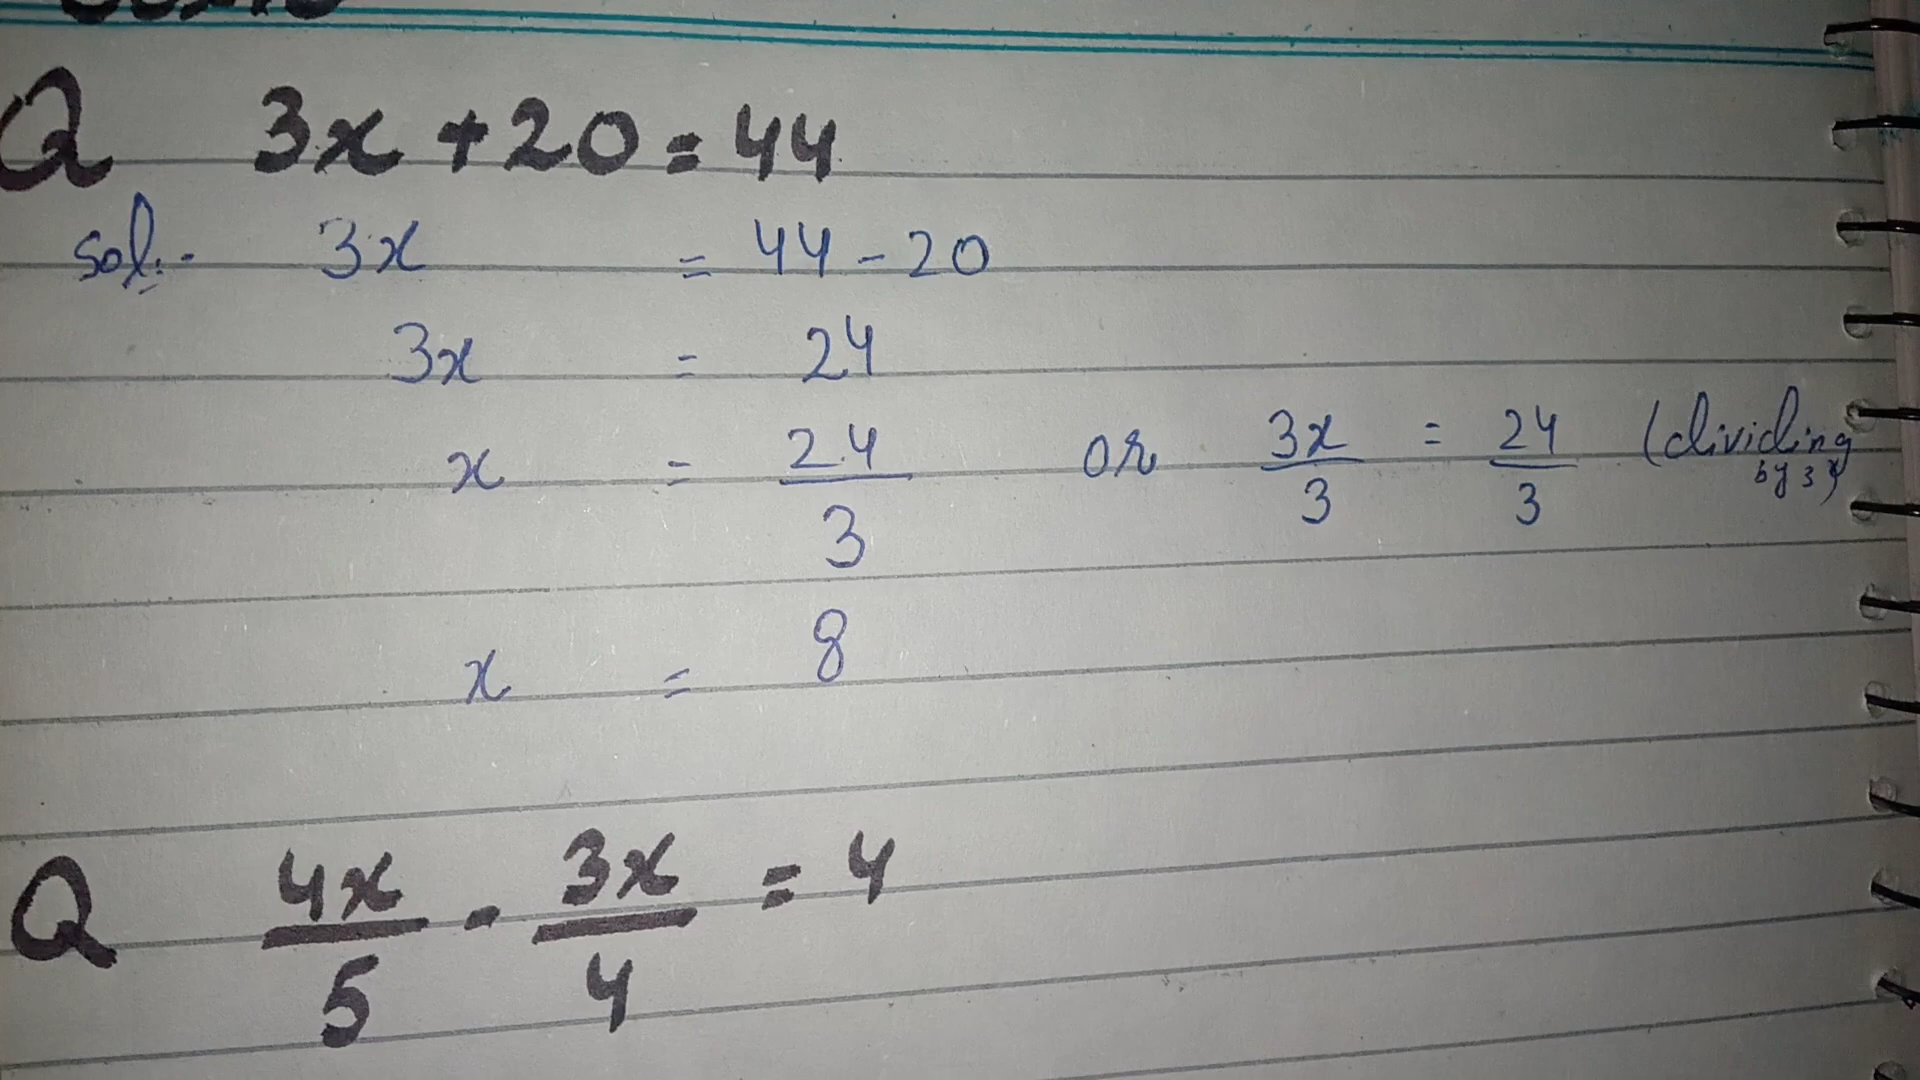 Q 3x + 20 = 44
Sol:- 3x = 44 - 20
3x = 24
x = 24/3 or 3x/3 = 24/3 (dividing by 3)
x = 8
Q 4x/5 - 3x/4 = 4